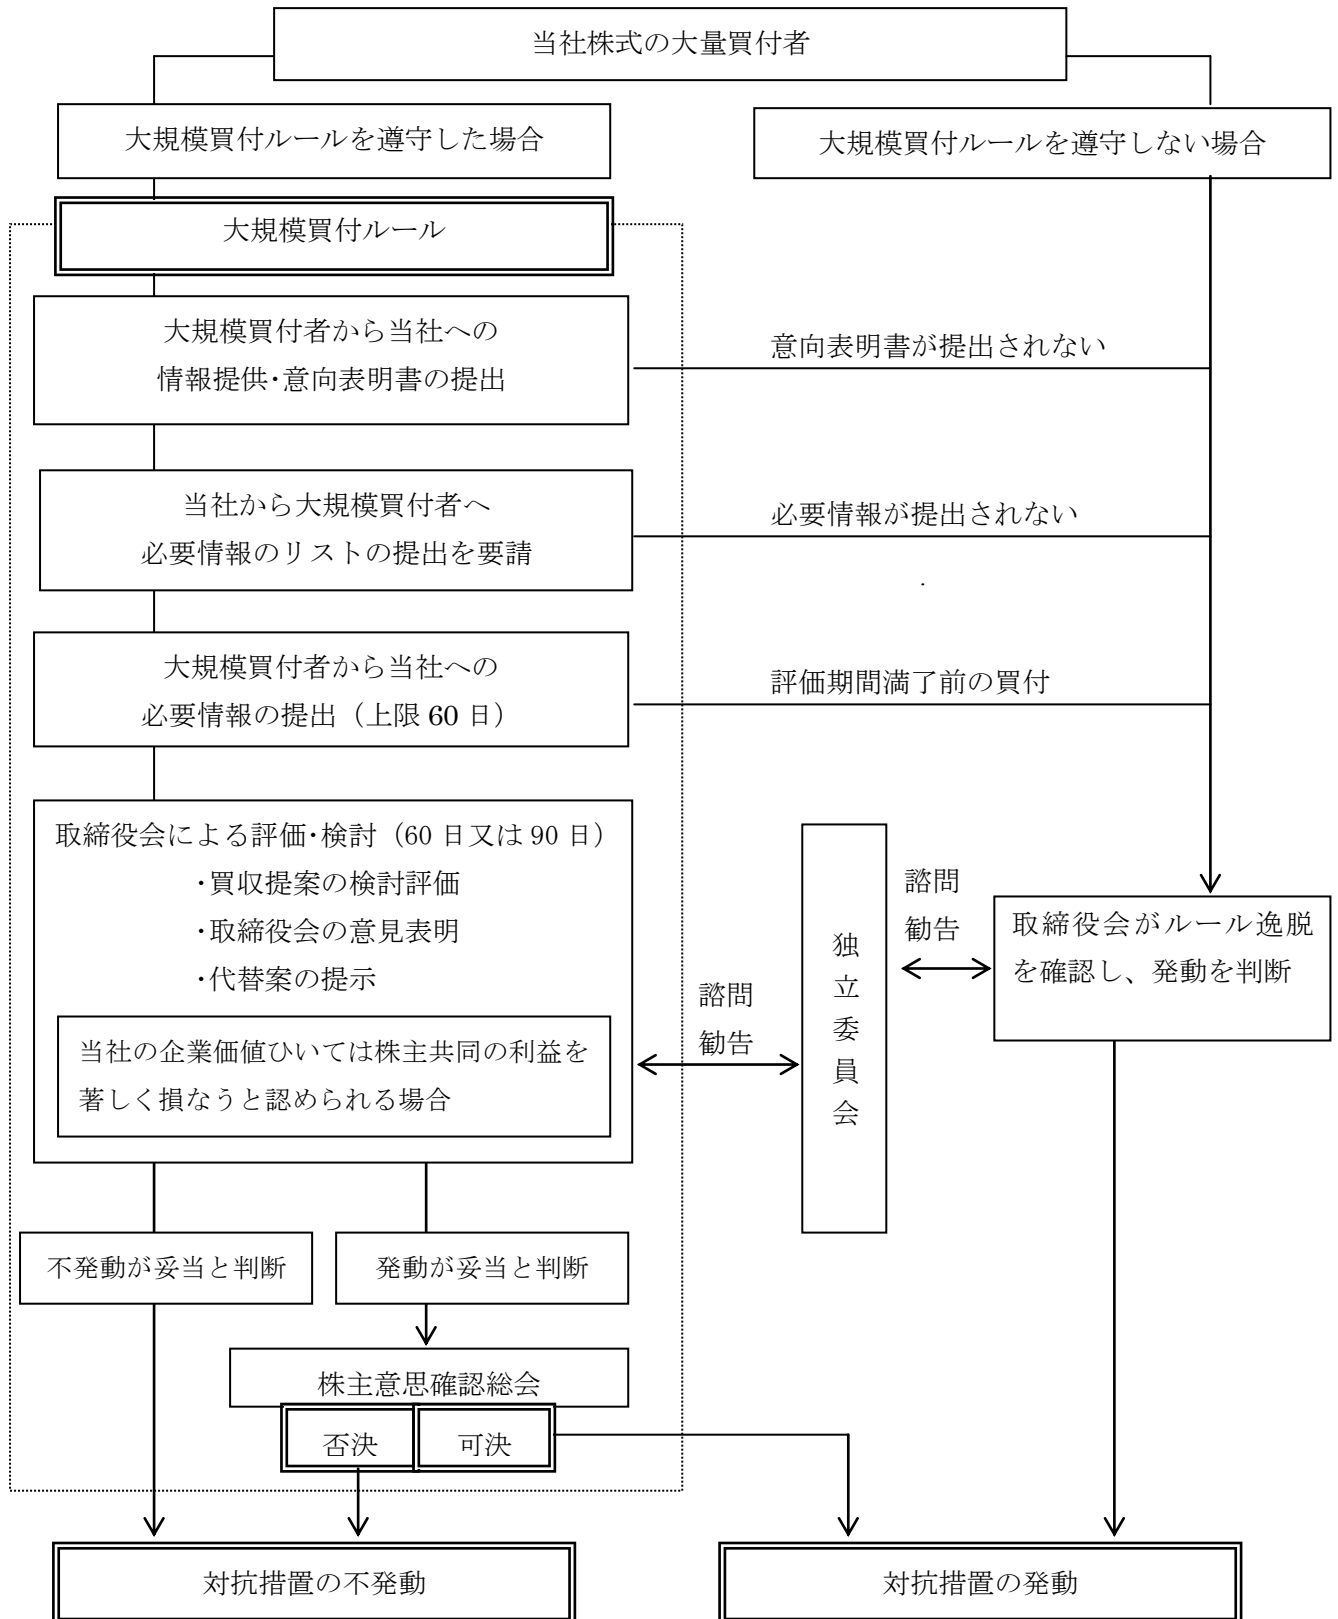 当社株式の大量買付者
大規模買付ルールを遵守した場合
大規模買付ルールを遵守しない場合
大規模買付ルール
大規模買付者から当社への
情報提供・意向表明書の提出
意向表明書が提出されない
当社から大規模買付者へ
必要情報のリストの提出を要請
必要情報が提出されない
大規模買付者から当社への
必要情報の提出（上限 60 日）
評価期間満了前の買付
取締役会による評価・検討（60 日又は 90 日）
・買収提案の検討評価
・取締役会の意見表明
・代替案の提示
当社の企業価値ひいては株主共同の利益を
著しく損なうと認められる場合
諮問
勧告
独立委員会
諮問
勧告
取締役会がルール逸脱
を確認し、発動を判断
不発動が妥当と判断
発動が妥当と判断
株主意思確認総会
否決
可決
対抗措置の不発動
対抗措置の発動